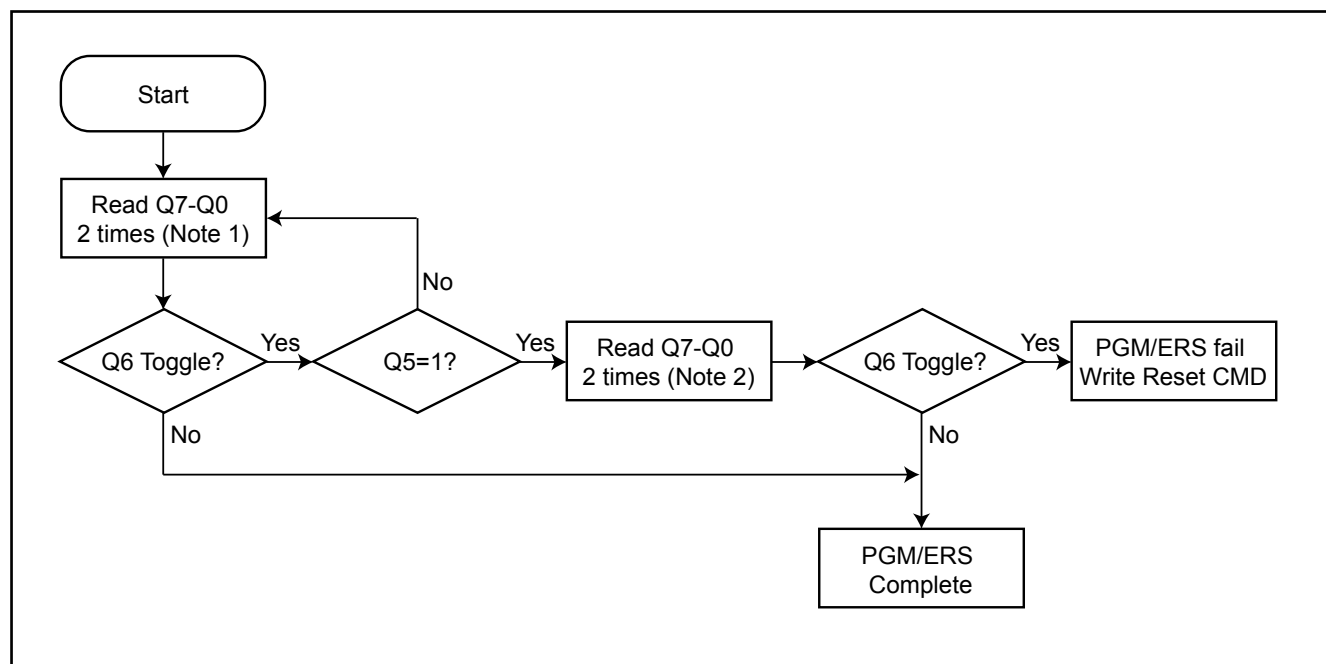 Start
Read Q7-Q0
2 times (Note 1)
No
Q6 Toggle?
Yes
Q5=1?
Yes
Read Q7-Q0
2 times (Note 2)
Q6 Toggle?
Yes
PGM/ERS fail
Write Reset CMD
No
No
PGM/ERS
Complete